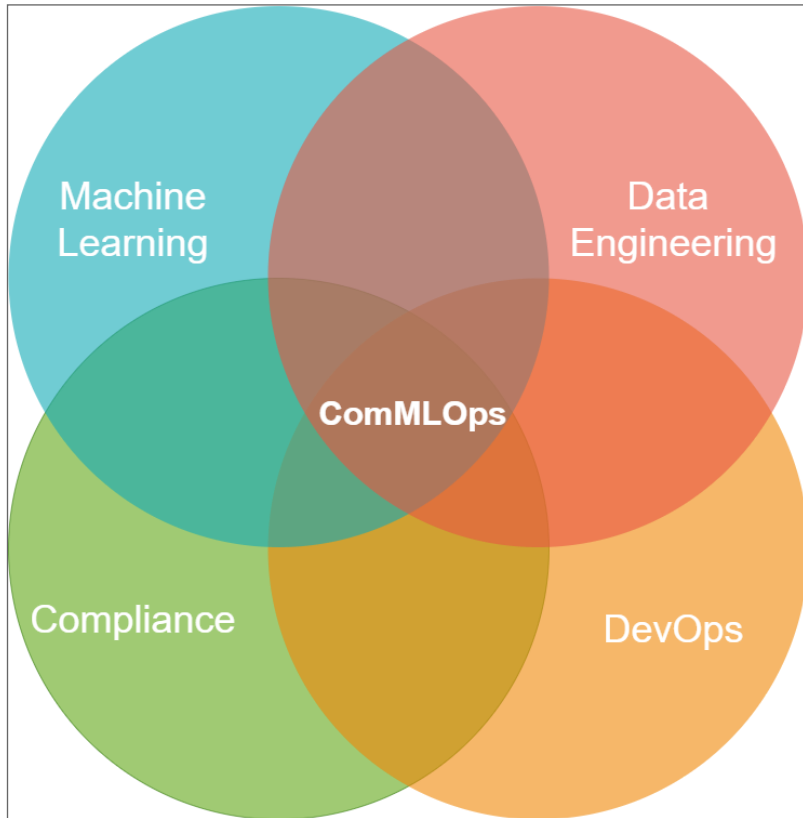 Machine
Learning
Data
Engineering
ComMLOps
Compliance
DevOps